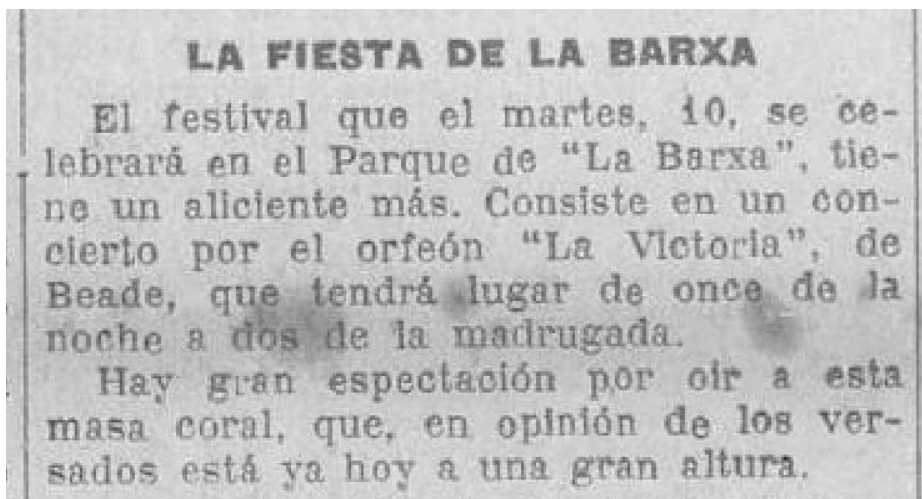 LA FIESTA DE LA BARXA
El festival que el martes, 10, se ce-
lebrará en el Parque de "La Barxa", tie-
ne un aliciente más. Consiste en un con-
cierto por el orfeón "La Victoria", de
Beade, que tendrá lugar de once de la
noche a dos de la madrugada.
Hay gran espectación por oir a esta
masa coral, que, en opinión de los ver-
sados está ya hoy a una gran altura.